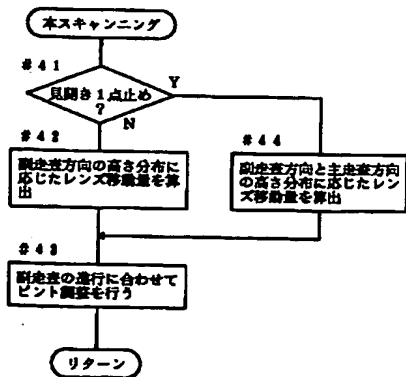 本スキャンニング
#41
見開き1点止め
?
Y
N
#42
副走査方向の高さ分布に
応じたレンズ移動量を算
出
#44
副走査方向と主走査方向
の高さ分布に応じたレン
ズ移動量を算出
#43
副走査の進行に合わせて
ピント調整を行う
リターン